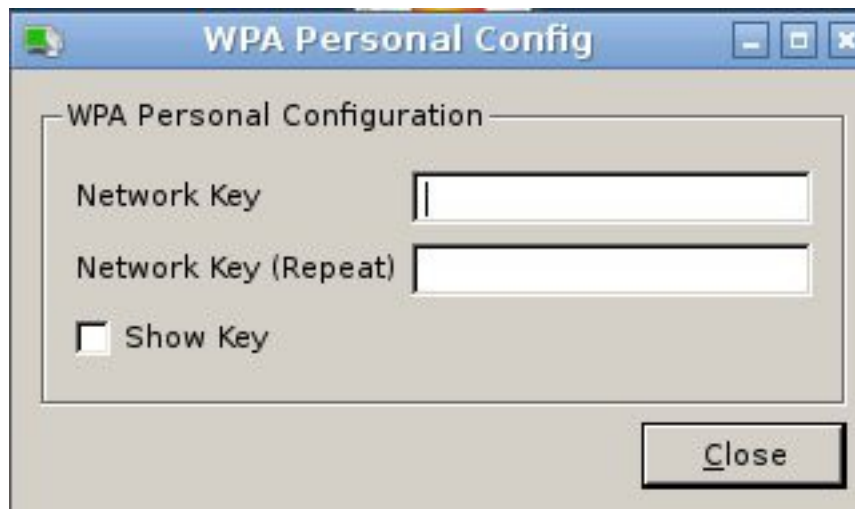 WPA Personal Config
WPA Personal Configuration
Network Key
Network Key (Repeat)
Show Key
Close